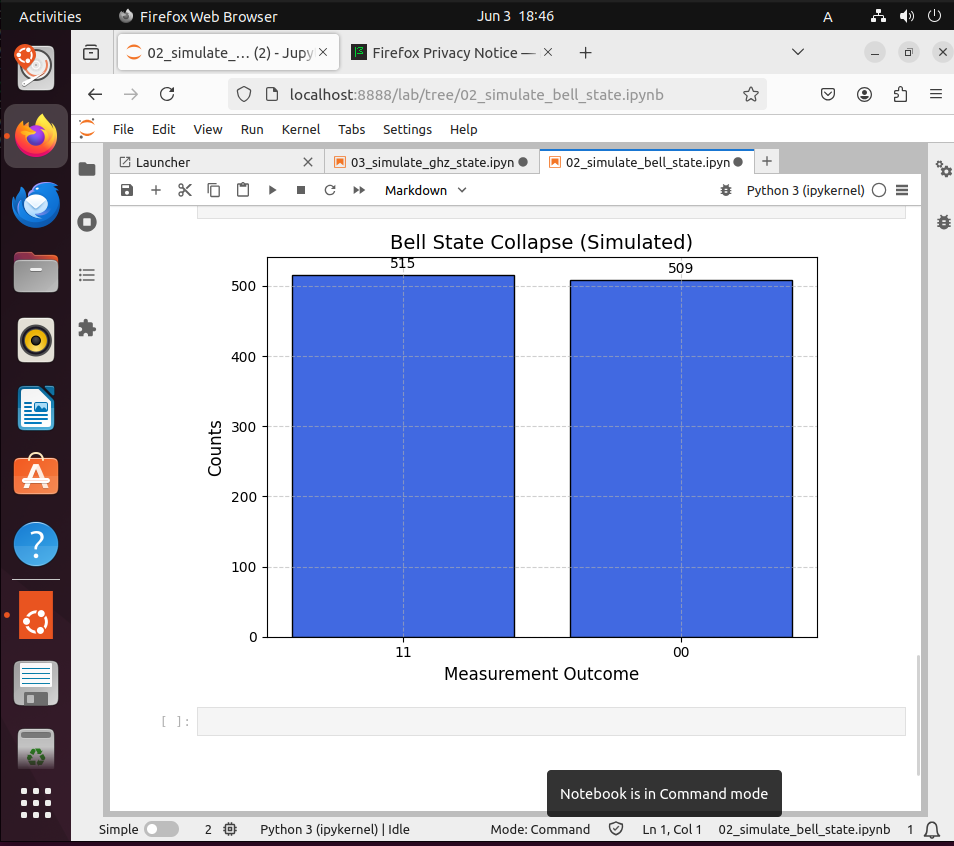 Activities
Firefox Web Browser
Jun 3 18:46
A
02_simulate_… (2) - Jupy
Firefox Privacy Notice —
localhost:8888/lab/tree/02_simulate_bell_state.ipynb
File Edit View Run Kernel Tabs Settings Help
Launcher
03_simulate_ghz_state.ipyn
02_simulate_bell_state.ipyn
Markdown
Python 3 (ipykernel)
Bell State Collapse (Simulated)
515
509
500
400
300
200
100
0
Counts
11
00
Measurement Outcome
[ ]:
Notebook is in Command mode
Simple
2
Python 3 (ipykernel) | Idle
Mode: Command
Ln 1, Col 1
02_simulate_bell_state.ipynb
1